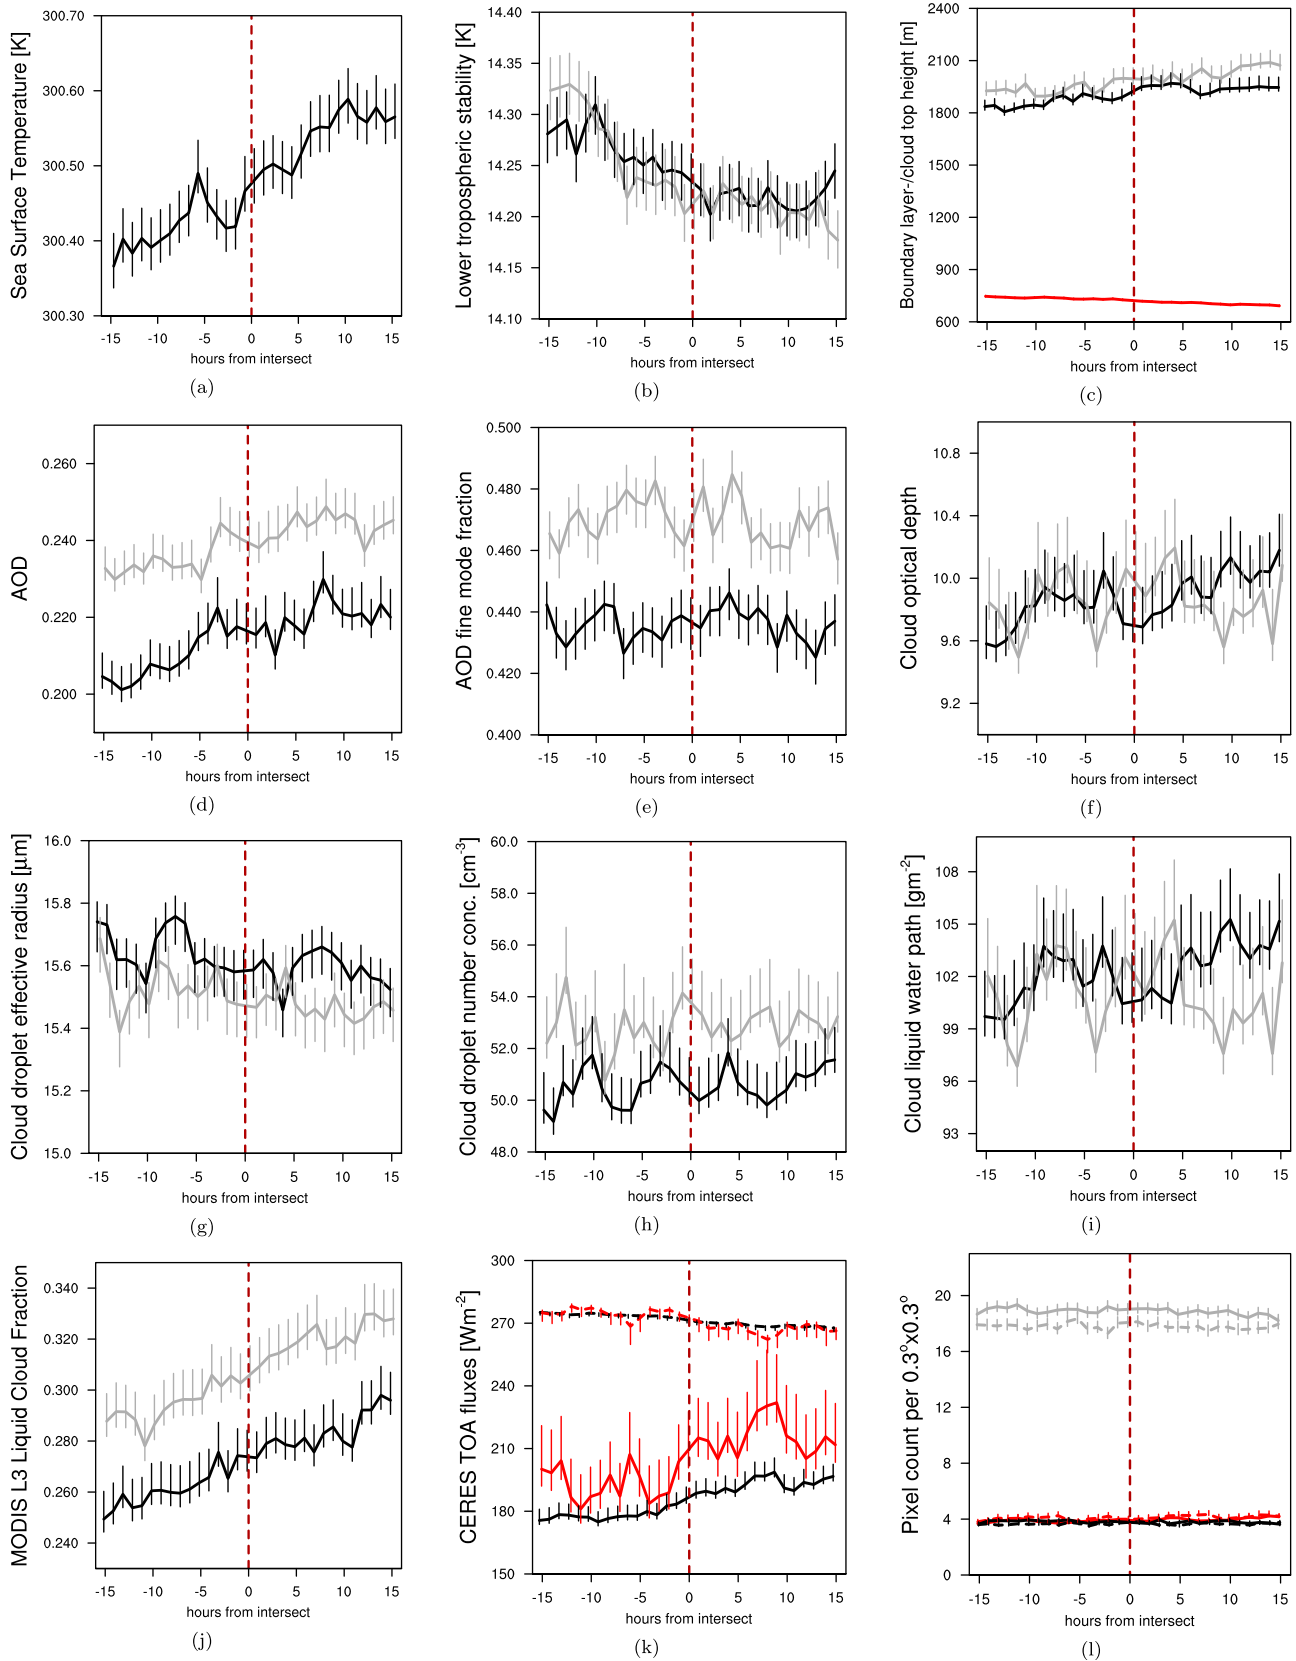 Sea Surface Temperature [K]
300.70
300.60
300.50
300.40
300.30
-15 -10 -5 0 5 10 15
hours from intersect
(a)
Lower tropospheric stability [K]
14.40
14.35
14.30
14.25
14.20
14.15
14.10
-15 -10 -5 0 5 10 15
hours from intersect
(b)
Boundary layer-/cloud top height [m]
2400
2100
1800
1500
1200
900
600
-15 -10 -5 0 5 10 15
hours from intersect
(c)
AOD
0.260
0.240
0.220
0.200
-15 -10 -5 0 5 10 15
hours from intersect
(d)
AOD fine mode fraction
0.500
0.480
0.460
0.440
0.420
0.400
-15 -10 -5 0 5 10 15
hours from intersect
(e)
Cloud optical depth
10.8
10.4
10.0
9.6
9.2
-15 -10 -5 0 5 10 15
hours from intersect
(f)
Cloud droplet effective radius [µm]
16.0
15.8
15.6
15.4
15.2
15.0
-15 -10 -5 0 5 10 15
hours from intersect
(g)
Cloud droplet number conc. [cm⁻³]
60.0
58.0
56.0
54.0
52.0
50.0
48.0
-15 -10 -5 0 5 10 15
hours from intersect
(h)
Cloud liquid water path [gm⁻²]
108
105
102
99
96
93
-15 -10 -5 0 5 10 15
hours from intersect
(i)
MODIS L3 Liquid Cloud Fraction
0.340
0.320
0.300
0.280
0.260
0.240
-15 -10 -5 0 5 10 15
hours from intersect
(j)
CERES TOA fluxes [Wm⁻²]
300
270
240
210
180
150
-15 -10 -5 0 5 10 15
hours from intersect
(k)
Pixel count per 0.3°x0.3°
20
16
12
8
4
0
-15 -10 -5 0 5 10 15
hours from intersect
(l)